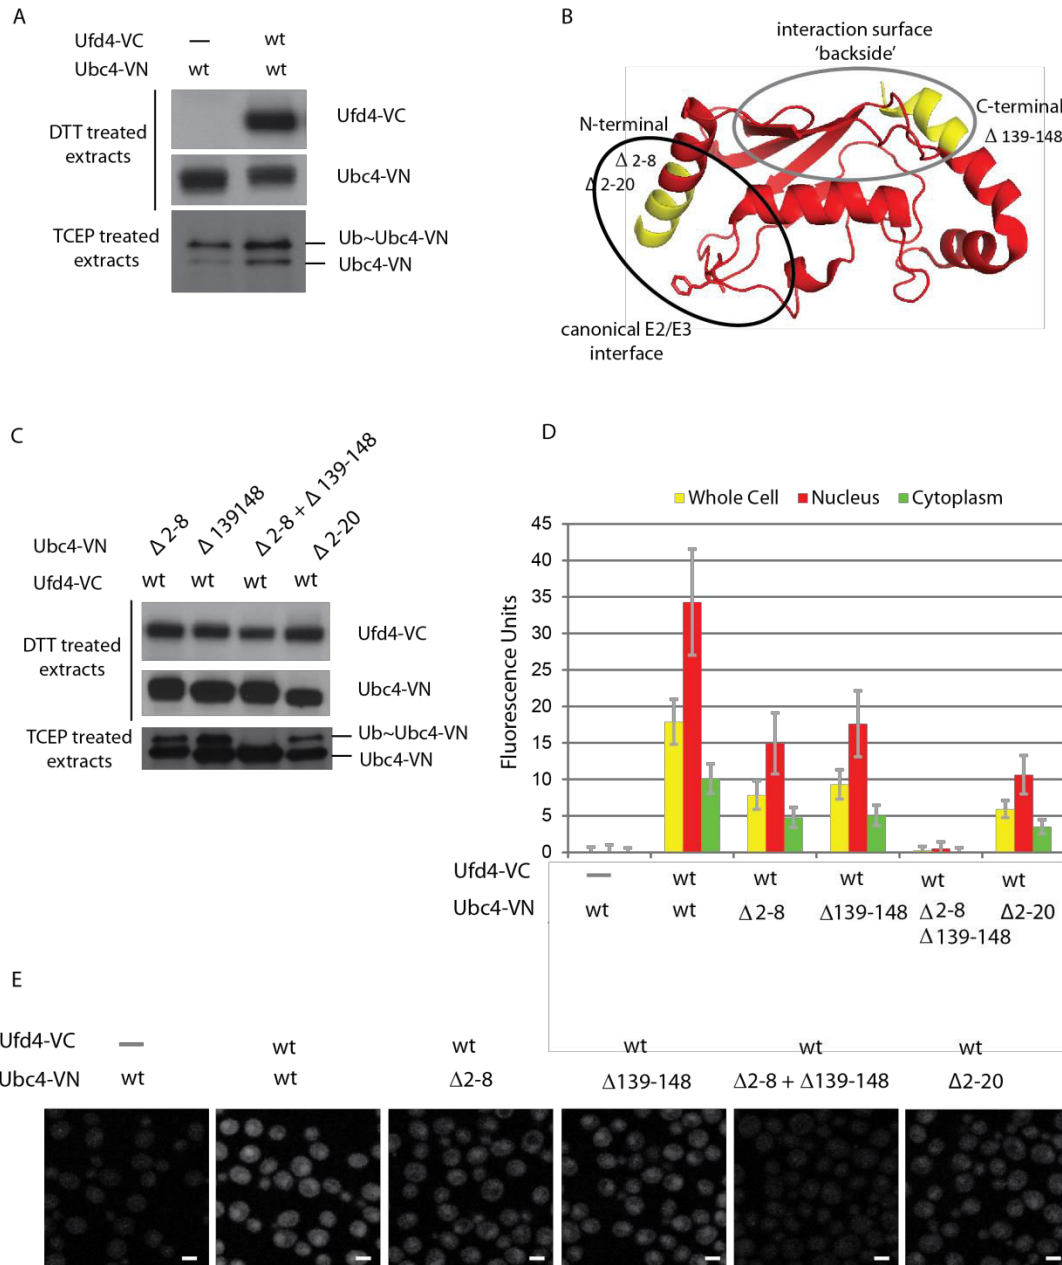 A
Ufd4-VC — wt
Ubc4-VN wt wt
DTT treated
extracts
Ufd4-VC
Ubc4-VN
TCEP treated
extracts
Ub~Ubc4-VN
Ubc4-VN
B
interaction surface
'backside'
N-terminal
Δ 2-8
Δ 2-20
C-terminal
Δ 139-148
canonical E2/E3
interface
C
Ubc4-VN Δ 2-8 Δ 139148 Δ 2-8 + Δ 139-148 Δ 2-20
Ufd4-VC wt wt wt wt
DTT treated
extracts
Ufd4-VC
Ubc4-VN
TCEP treated
extracts
Ub~Ubc4-VN
Ubc4-VN
D
Whole Cell Nucleus Cytoplasm
Fluorescence Units
45
40
35
30
25
20
15
10
5
0
Ufd4-VC — wt wt wt wt wt
Ubc4-VN wt wt Δ2-8 Δ139-148 Δ2-8 Δ2-20
Δ139-148
E
Ufd4-VC — wt wt wt wt wt
Ubc4-VN wt wt Δ2-8 Δ139-148 Δ2-8 + Δ139-148 Δ2-20